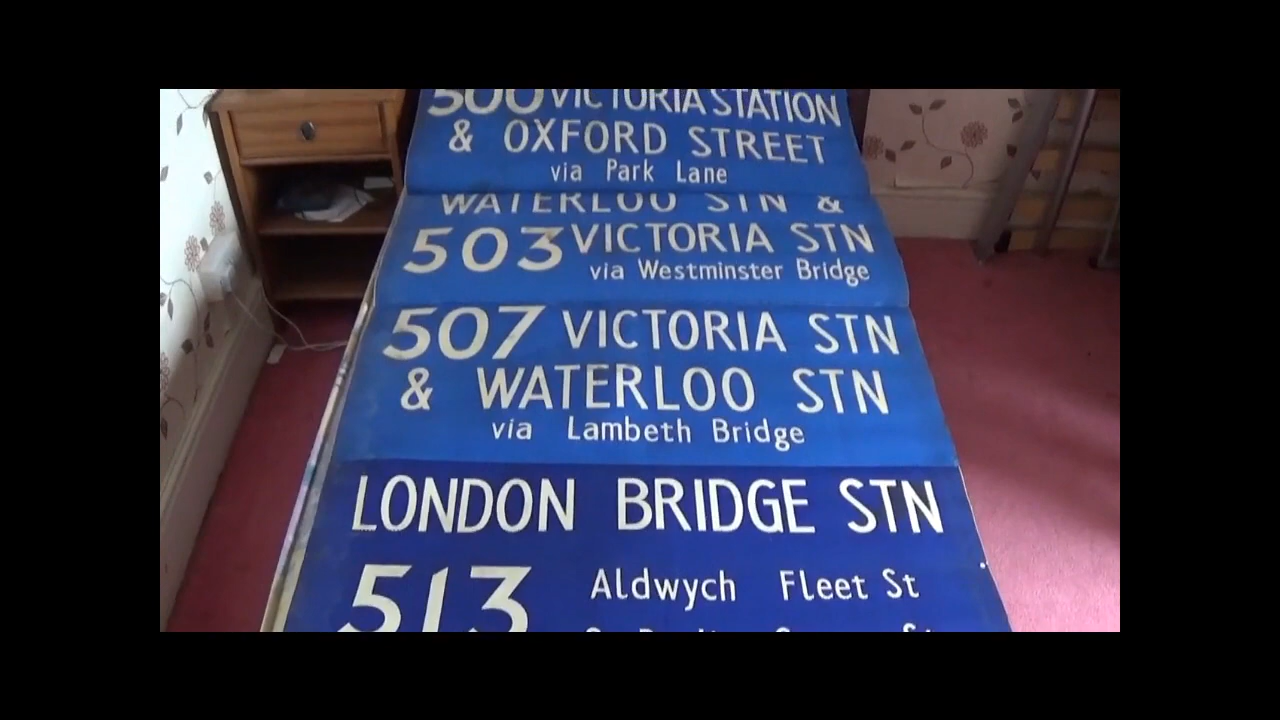 500 VICTORIA STATION
& OXFORD STREET
via Park Lane
WATERLOO STN &
503 VICTORIA STN
via Westminster Bridge
507 VICTORIA STN
& WATERLOO STN
via Lambeth Bridge
LONDON BRIDGE STN
513 Aldwych Fleet St